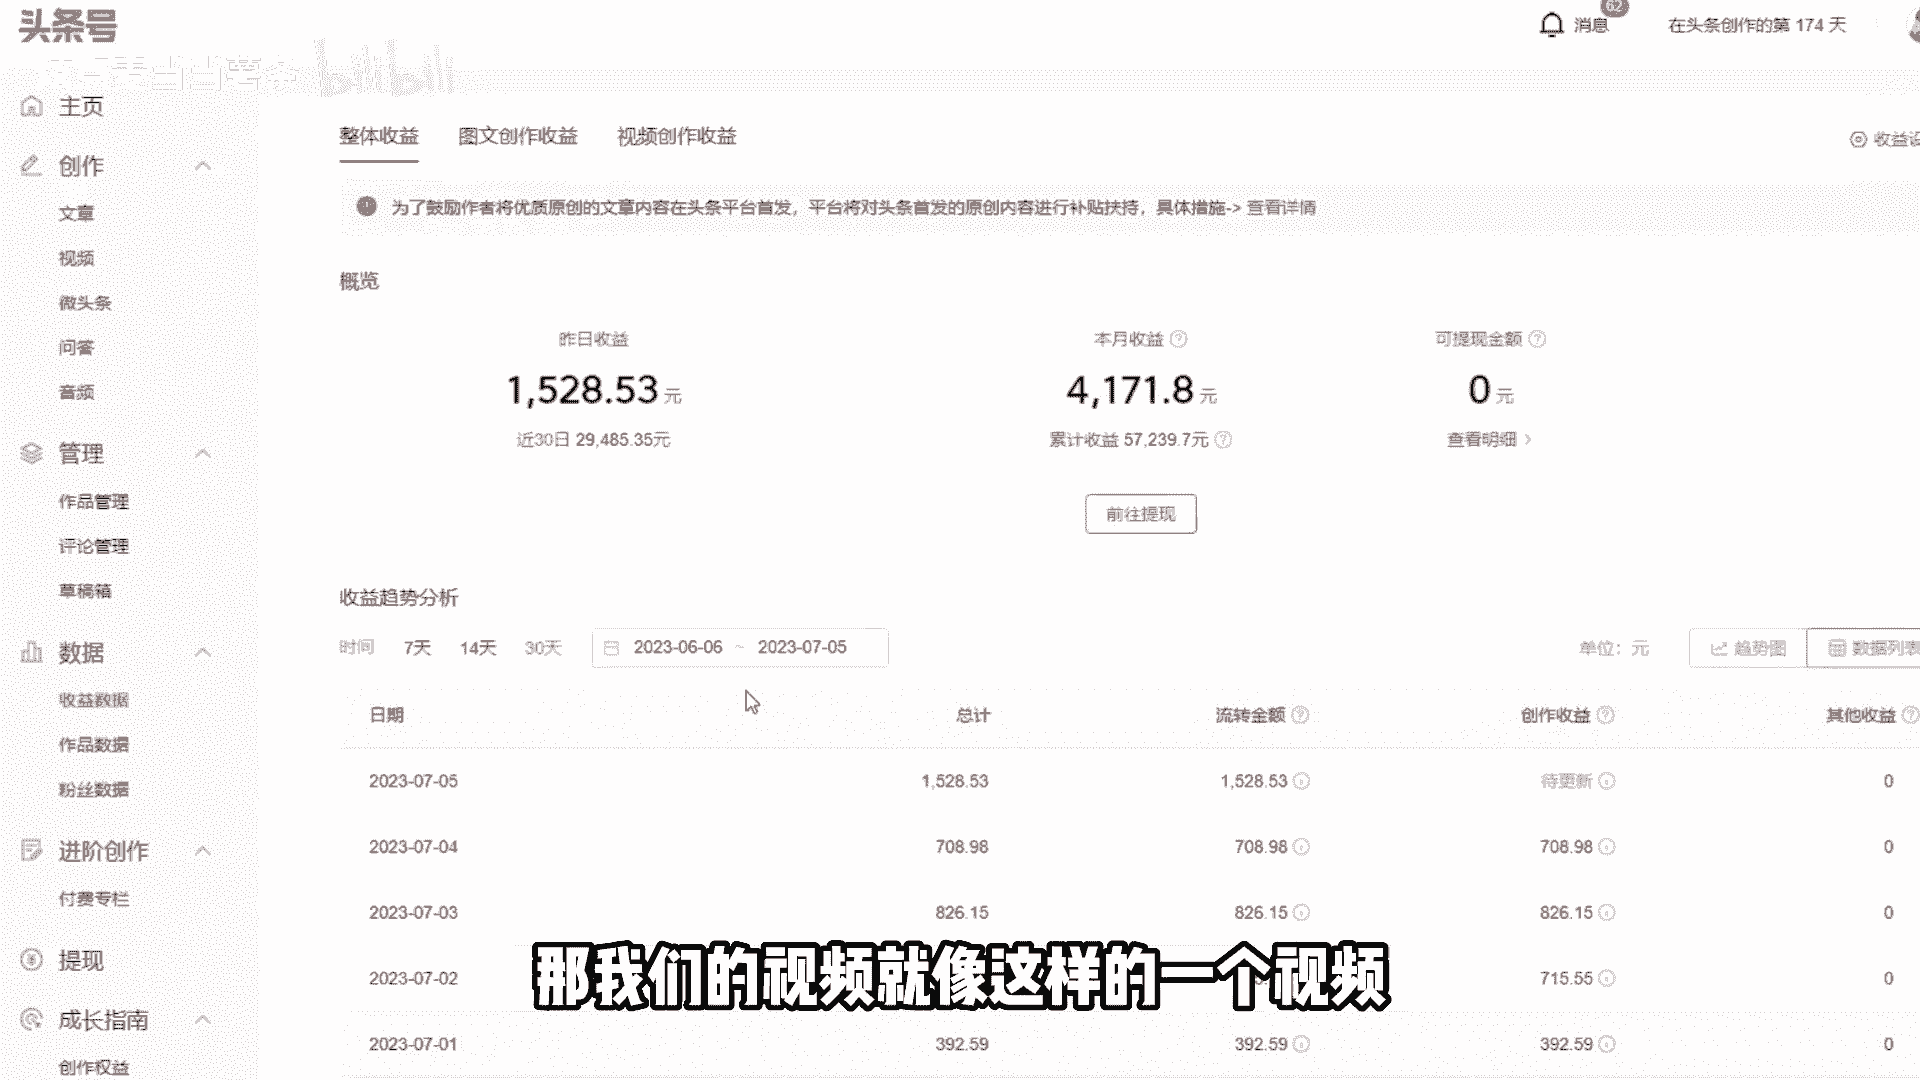 头条号
消息
62
在头条创作的第 174 天
bilibili
主页
创作
文章
视频
微头条
问答
音频
管理
作品管理
评论管理
草稿箱
数据
收益数据
作品数据
粉丝数据
进阶创作
付费专栏
提现
成长指南
创作权益
整体收益 图文创作收益 视频创作收益
收益设
为了鼓励作者将优质原创的文章内容在头条平台首发，平台将对头条首发的原创内容进行补贴扶持，具体措施-> 查看详情
概览
昨日收益 本月收益 可提现金额
1,528.53 元 4,171.8 元 0 元
近30日 29,485.35元 累计收益 57,239.7元 查看明细 >
前往提现
收益趋势分析
时间 7天 14天 30天 2023-06-06 ~ 2023-07-05 单位：元 趋势图 数据列表
日期 总计 流转金额 创作收益 其他收益
2023-07-05 1,528.53 1,528.53 待更新 0
2023-07-04 708.98 708.98 708.98 0
2023-07-03 826.15 826.15 826.15 0
2023-07-02 715.55 0
那我们的视频就像这样的一个视频
2023-07-01 392.59 392.59 392.59 0